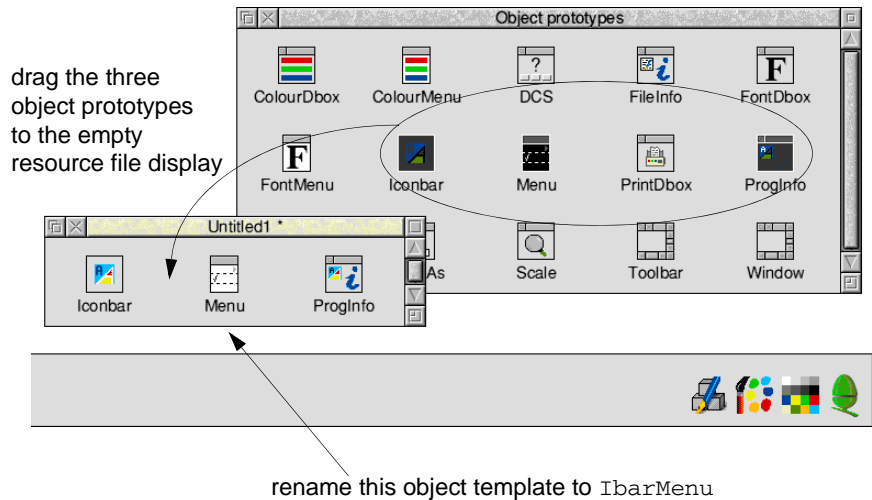 Object prototypes
drag the three
object prototypes
to the empty
resource file display
ColourDbox ColourMenu DCS FileInfo FontDbox
FontMenu Iconbar Menu PrintDbox ProgInfo
Untitled1 *
As Scale Toolbar Window
Iconbar Menu ProgInfo
rename this object template to IbarMenu